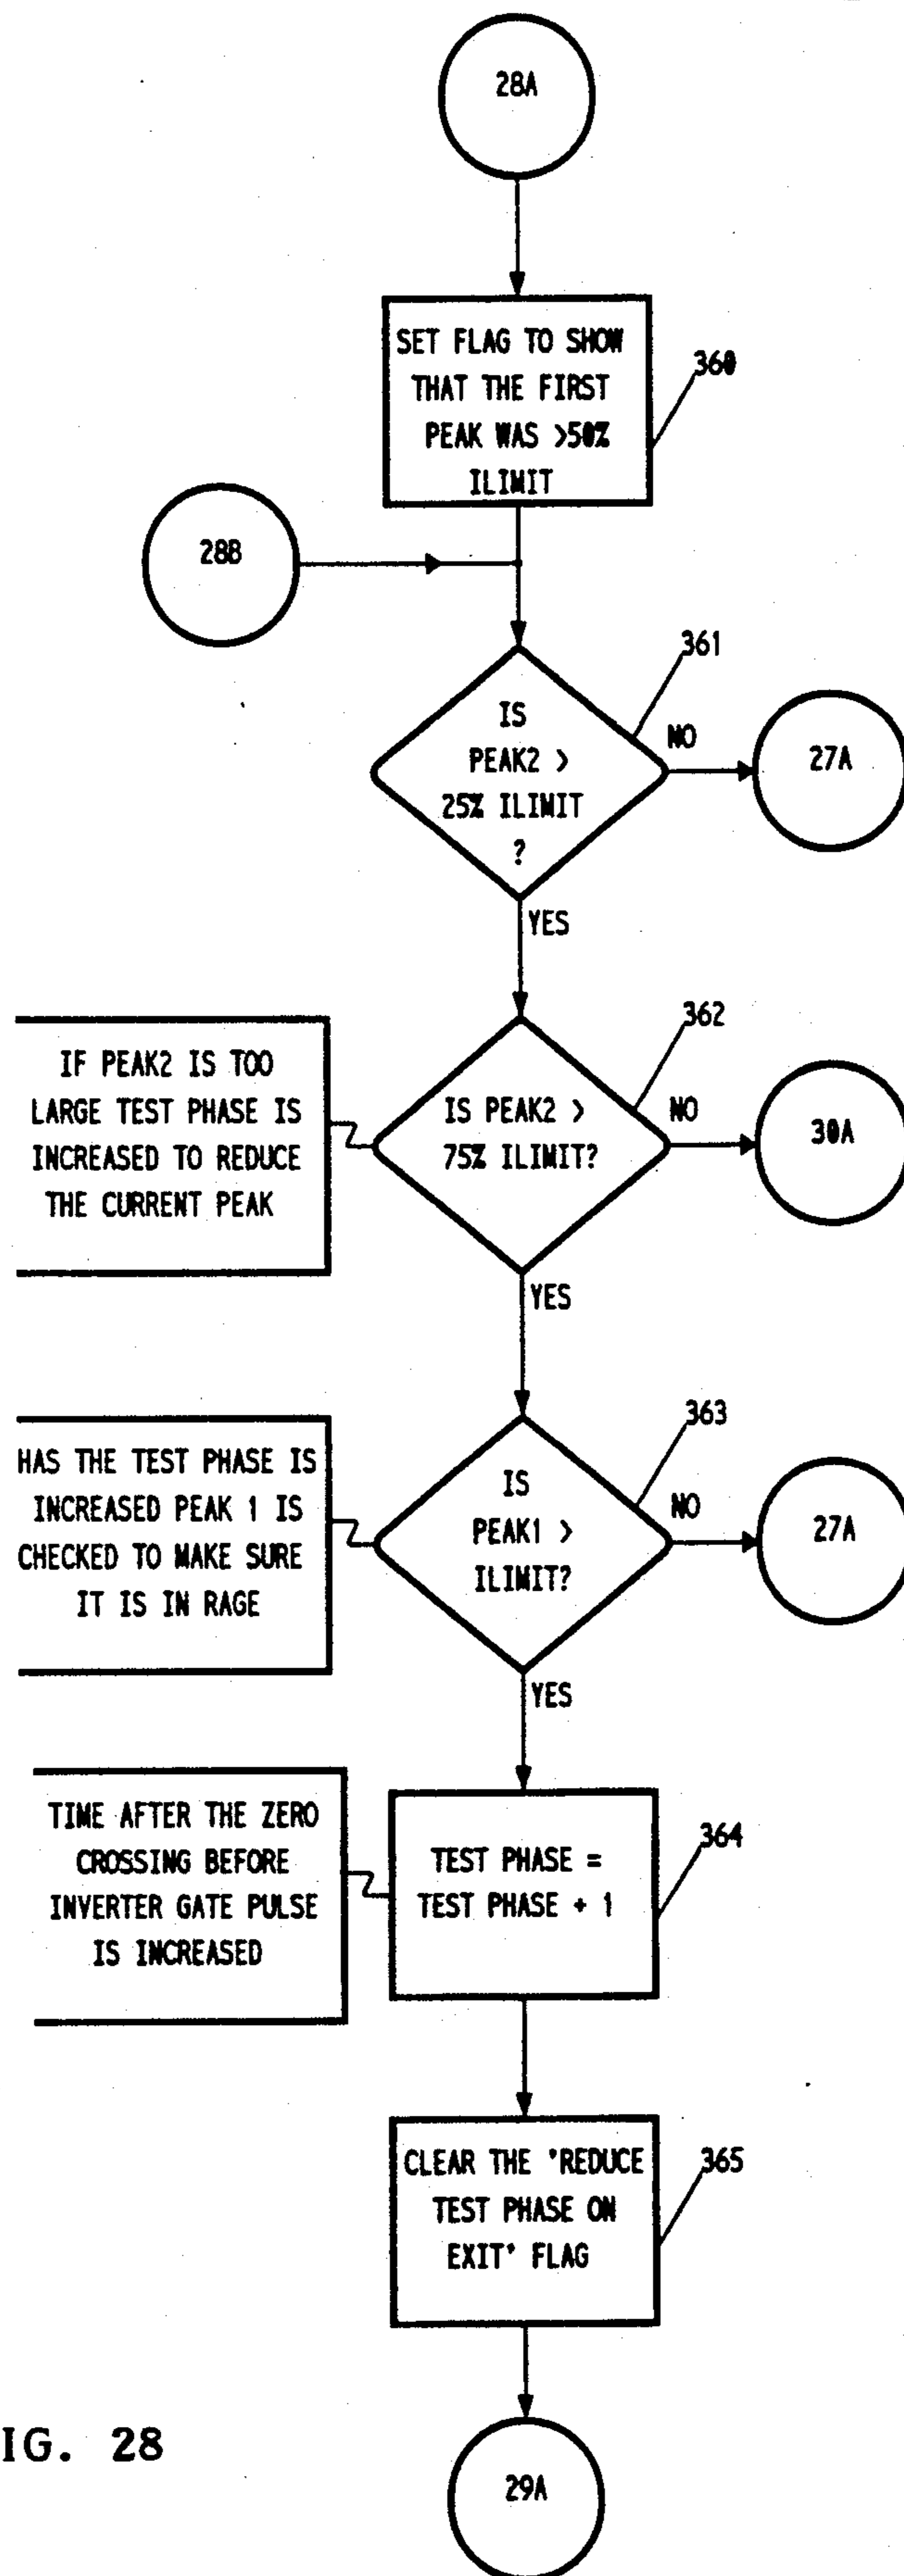 28A
SET FLAG TO SHOW
THAT THE FIRST
PEAK WAS >50%
ILIMIT
360
28B
361
IS
PEAK2 >
25% ILIMIT
?
NO
27A
YES
362
IF PEAK2 IS TOO
LARGE TEST PHASE IS
INCREASED TO REDUCE
THE CURRENT PEAK
IS PEAK2 >
75% ILIMIT?
NO
30A
YES
363
HAS THE TEST PHASE IS
INCREASED PEAK 1 IS
CHECKED TO MAKE SURE
IT IS IN RAGE
IS
PEAK1 >
ILIMIT?
NO
27A
YES
TIME AFTER THE ZERO
CROSSING BEFORE
INVERTER GATE PULSE
IS INCREASED
TEST PHASE =
TEST PHASE + 1
364
CLEAR THE 'REDUCE
TEST PHASE ON
EXIT' FLAG
365
IG. 28
29A